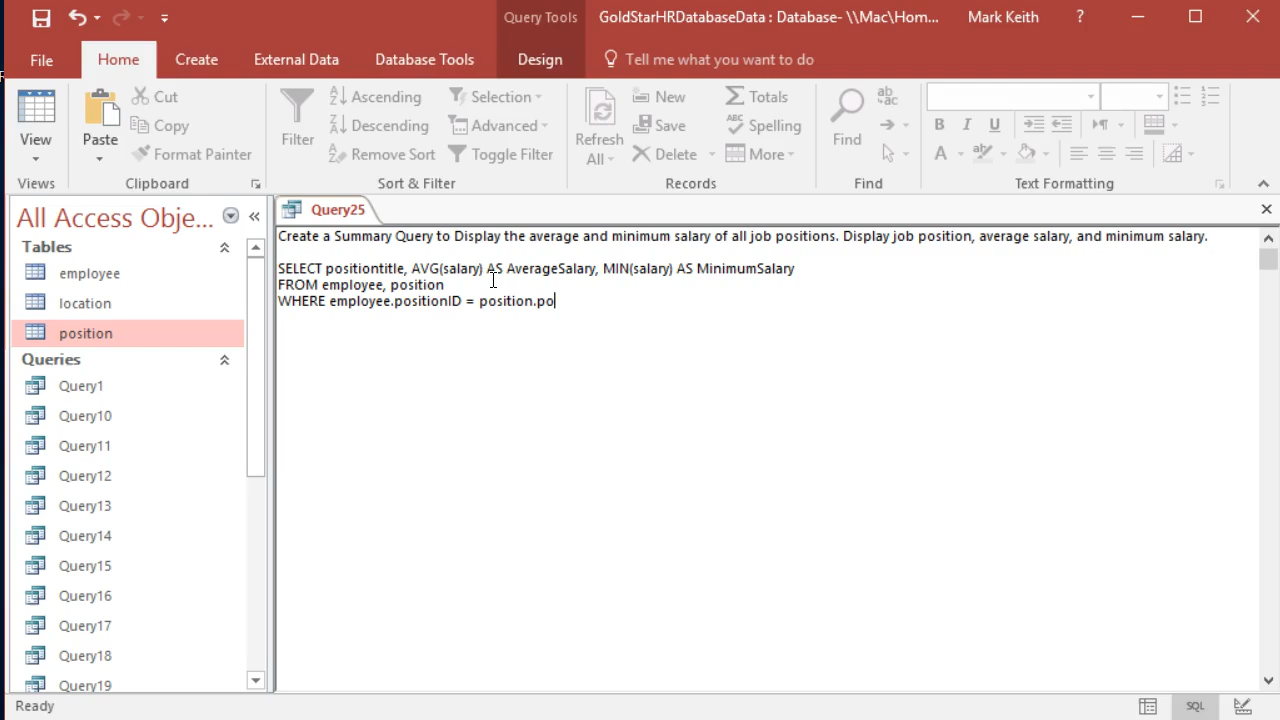 Query Tools
GoldStarHRDatabaseData : Database- \\Mac\Hom...
Mark Keith
?
File
Home
Create
External Data
Database Tools
Design
Tell me what you want to do
View
Views
Paste
Cut
Copy
Format Painter
Clipboard
Filter
Ascending
Descending
Remove Sort
Selection
Advanced
Toggle Filter
Sort & Filter
Refresh
All
New
Save
Delete
Totals
Spelling
More
Records
Find
Find
B I U
A
Text Formatting
All Access Obje...
Tables
employee
location
position
Queries
Query1
Query10
Query11
Query12
Query13
Query14
Query15
Query16
Query17
Query18
Query19
Query25
Create a Summary Query to Display the average and minimum salary of all job positions. Display job position, average salary, and minimum salary.
SELECT positiontitle, AVG(salary) AS AverageSalary, MIN(salary) AS MinimumSalary
FROM employee, position
WHERE employee.positionID = position.po
Ready
SQL